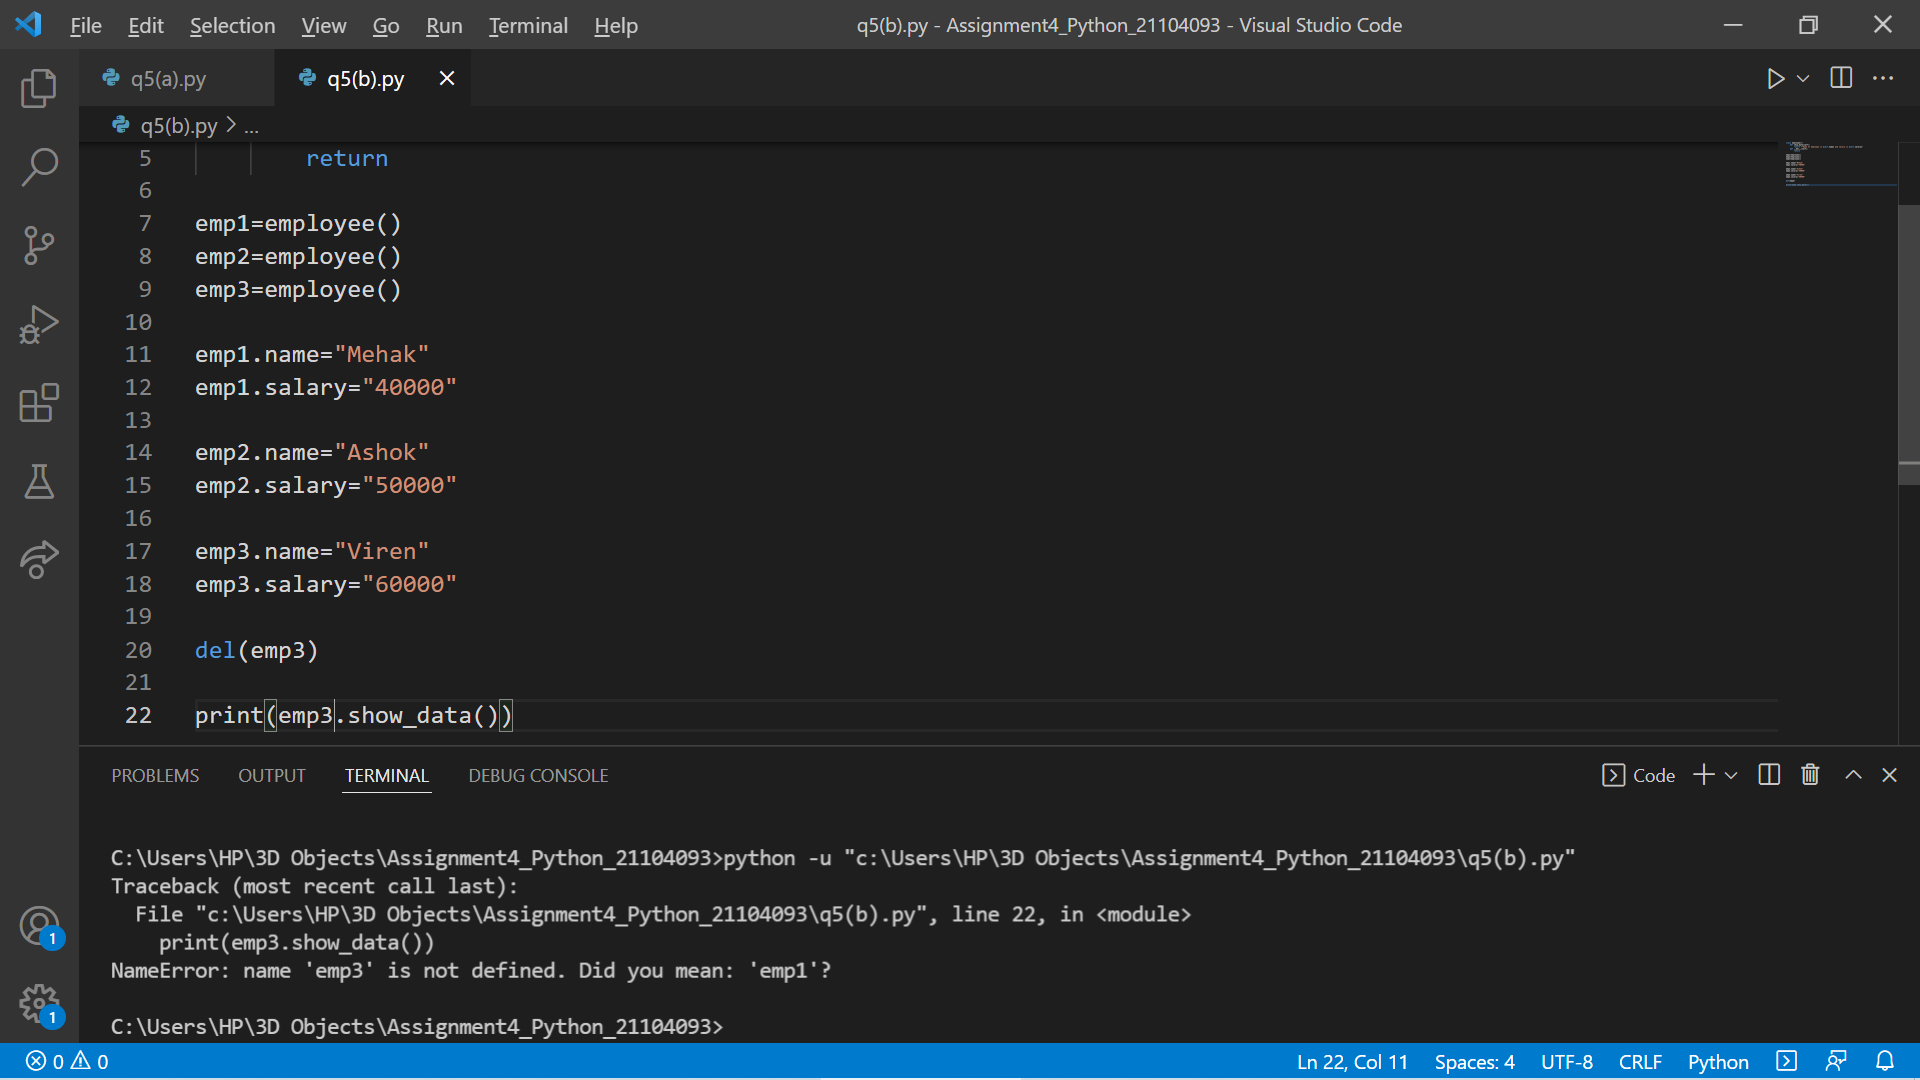 File Edit Selection View Go Run Terminal Help q5(b).py - Assignment4_Python_21104093 - Visual Studio Code
q5(a).py q5(b).py
q5(b).py > ...
5 return
6
7 emp1=employee()
8 emp2=employee()
9 emp3=employee()
10
11 emp1.name="Mehak"
12 emp1.salary="40000"
13
14 emp2.name="Ashok"
15 emp2.salary="50000"
16
17 emp3.name="Viren"
18 emp3.salary="60000"
19
20 del(emp3)
21
22 print(emp3.show_data())
PROBLEMS OUTPUT TERMINAL DEBUG CONSOLE Code
C:\Users\HP\3D Objects\Assignment4_Python_21104093>python -u "c:\Users\HP\3D Objects\Assignment4_Python_21104093\q5(b).py"
Traceback (most recent call last):
File "c:\Users\HP\3D Objects\Assignment4_Python_21104093\q5(b).py", line 22, in <module>
print(emp3.show_data())
NameError: name 'emp3' is not defined. Did you mean: 'emp1'?
C:\Users\HP\3D Objects\Assignment4_Python_21104093>
1
1
0 0 Ln 22, Col 11 Spaces: 4 UTF-8 CRLF Python